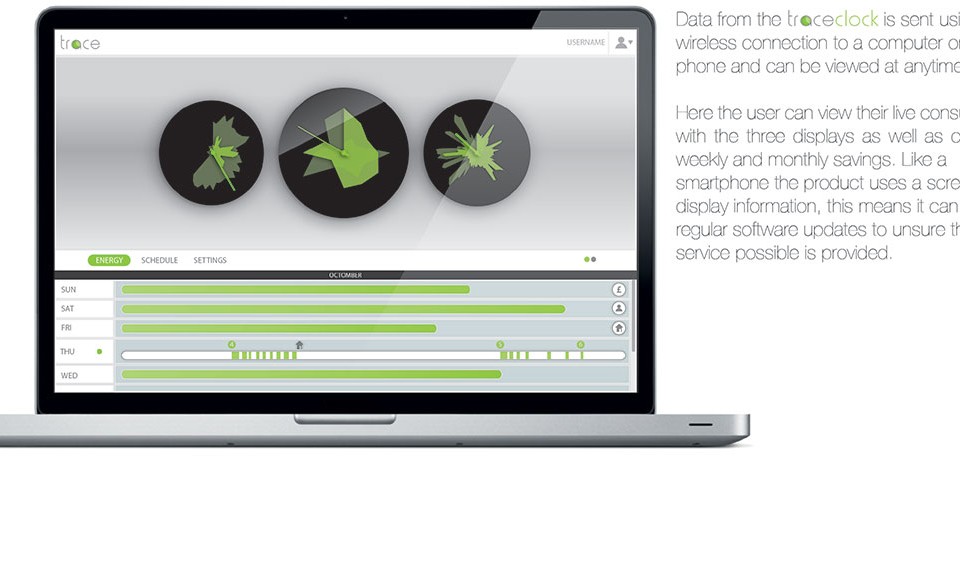 trace
USERNAME
ENERGY SCHEDULE SETTINGS
OCTOMBER
SUN
£
SAT
FRI
THU
4
5
6
WED
Data from the traceclock is sent usi
wireless connection to a computer o
phone and can be viewed at anytime
Here the user can view their live consu
with the three displays as well as
weekly and monthly savings. Like a
smartphone the product uses a scre
display information, this means it can
regular software updates to unsure th
service possible is provided.